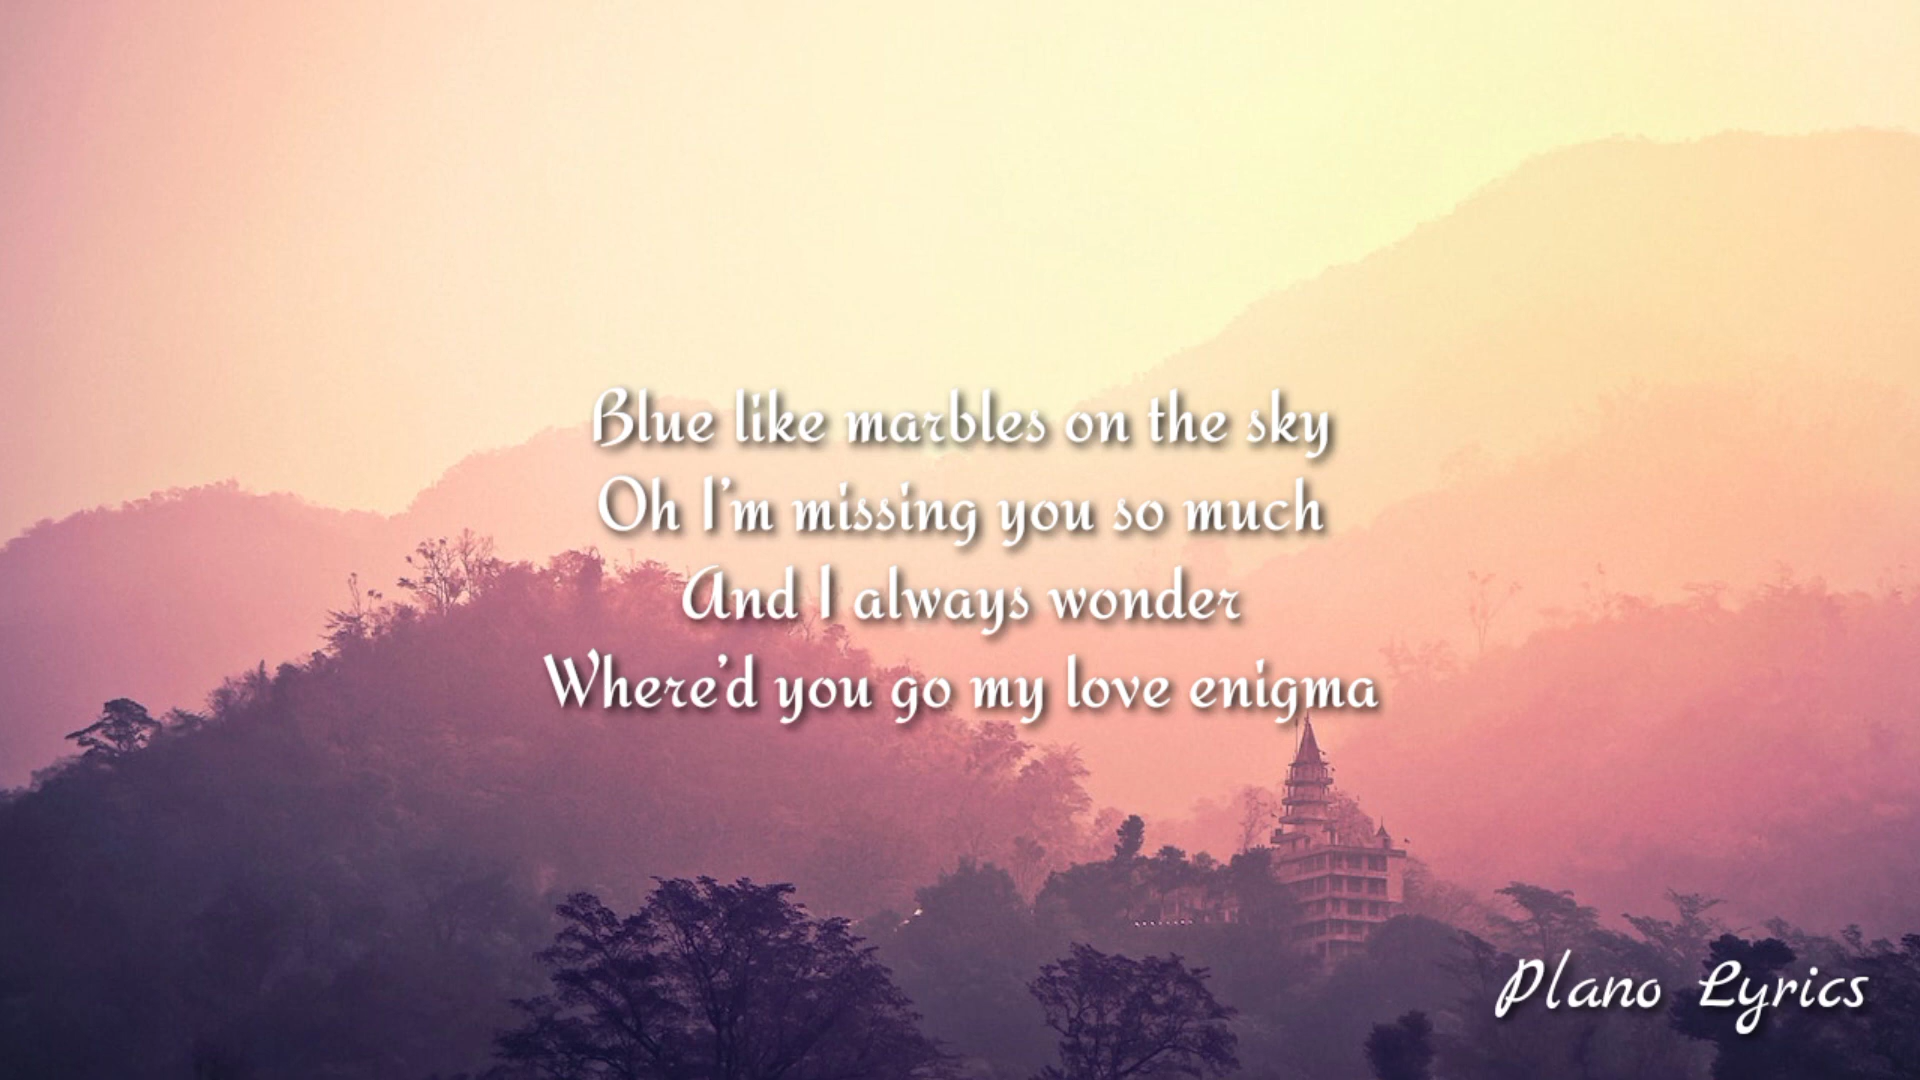 Blue like marbles on the sky
Oh I'm missing you so much
And I always wonder
Where'd you go my love enigma
Plano Lyrics